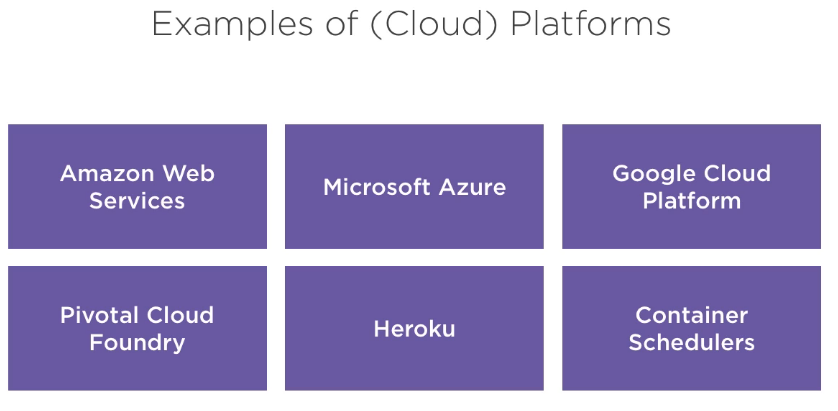 Examples of (Cloud) Platforms
Amazon Web
Services
Microsoft Azure
Google Cloud
Platform
Pivotal Cloud
Foundry
Heroku
Container
Schedulers